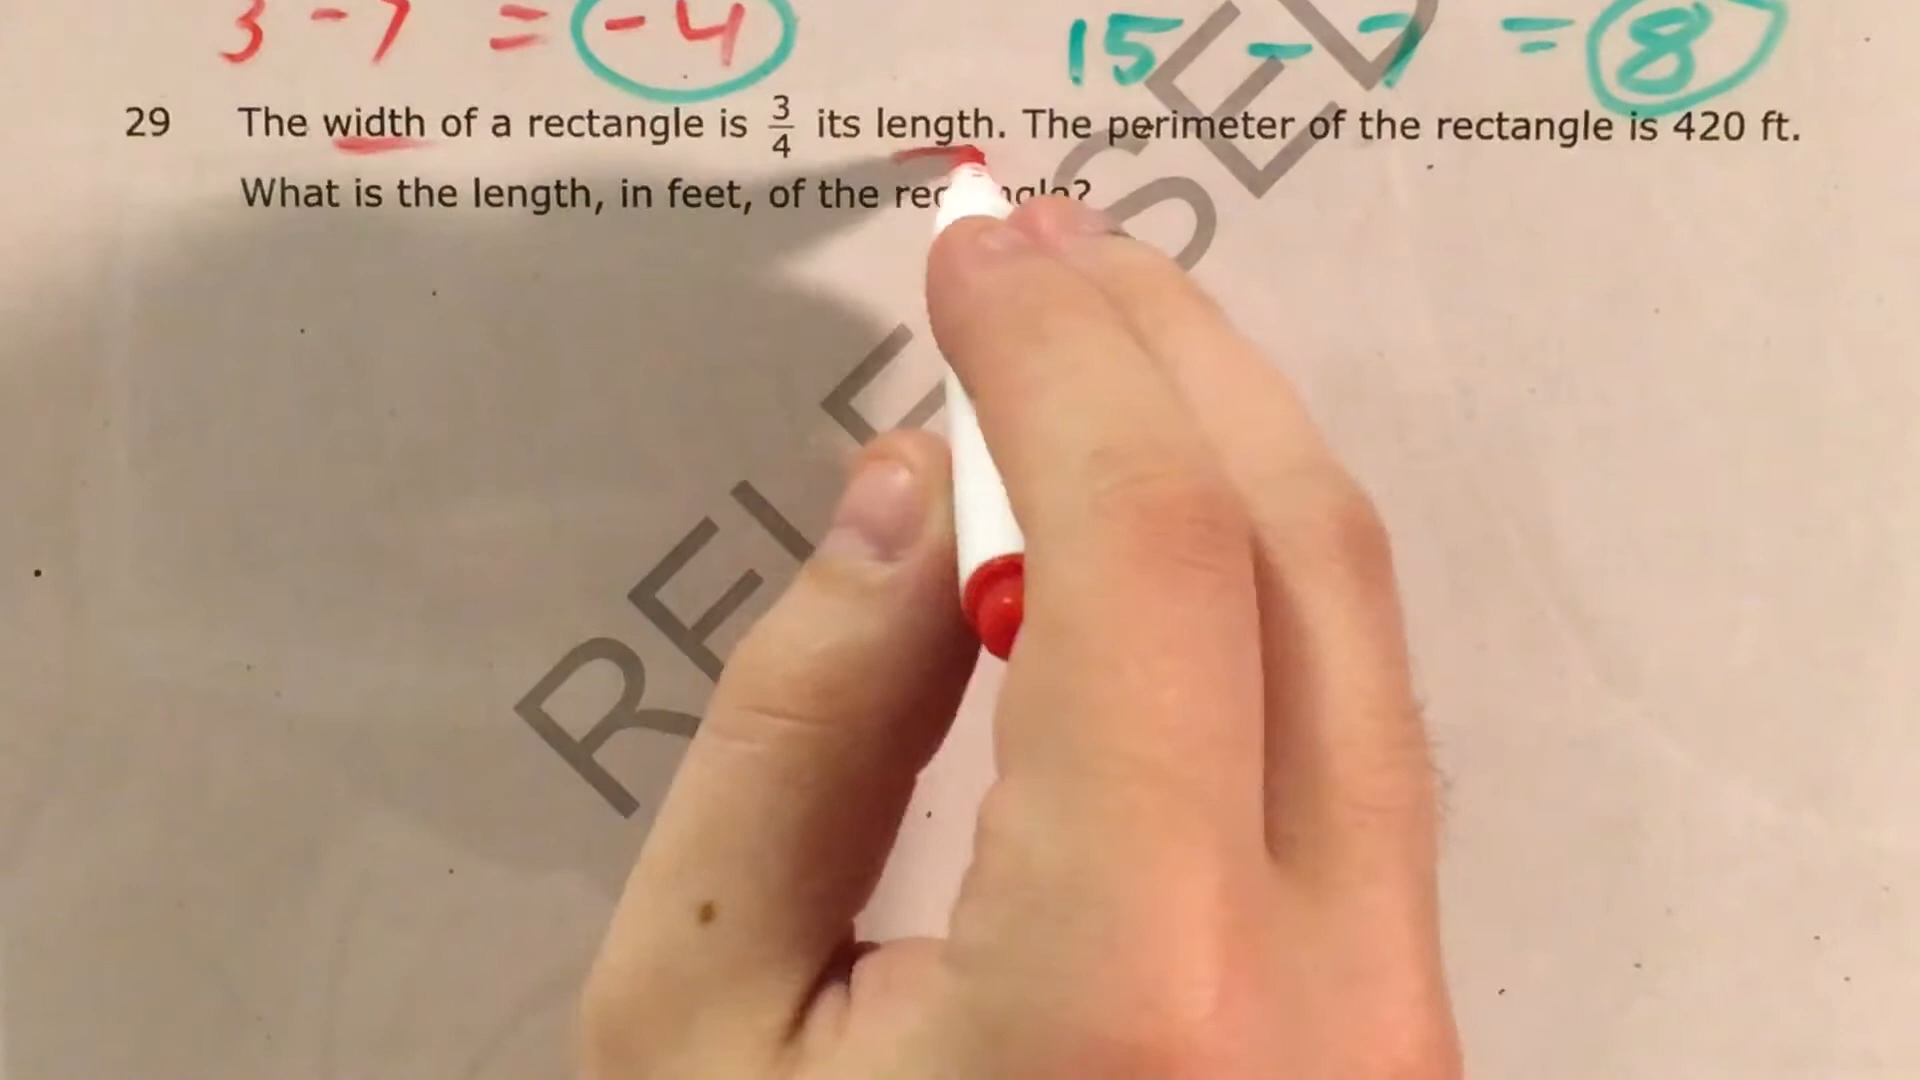 3 - 7 = -4
15 - 7 = 8
29 The width of a rectangle is 3/4 its length. The perimeter of the rectangle is 420 ft.
What is the length, in feet, of the